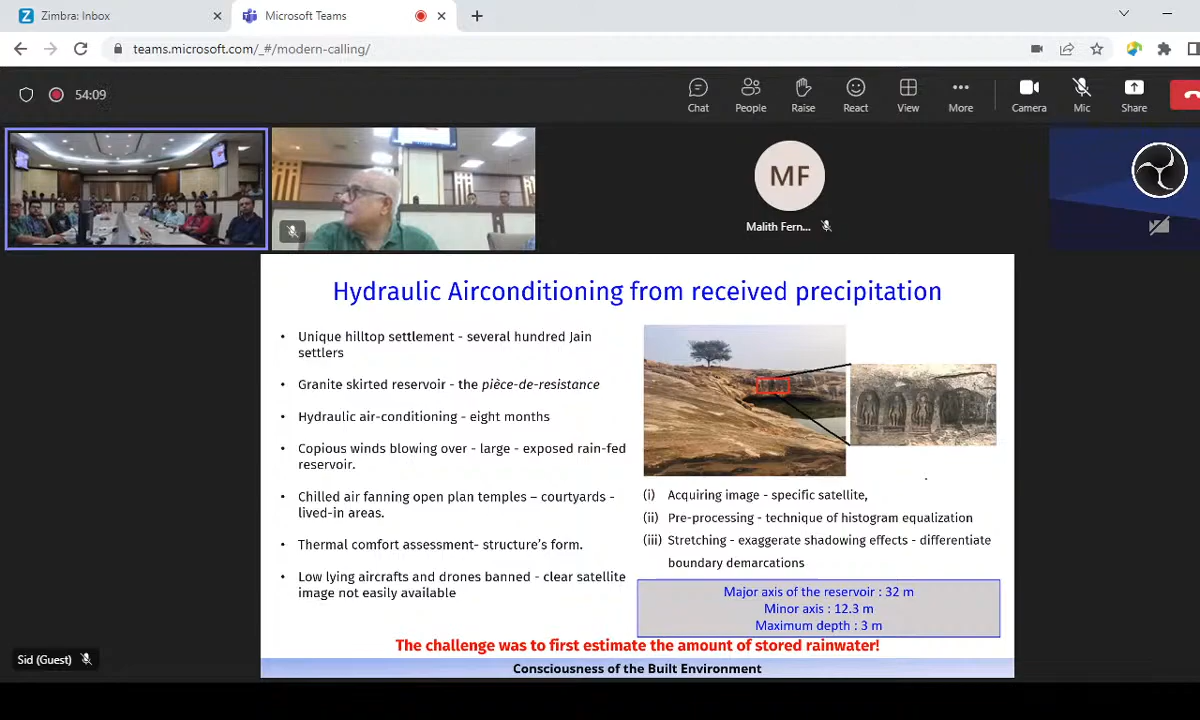 Zimbra: Inbox
Microsoft Teams
teams.microsoft.com/_#/modern-calling/
54:09
Chat
People
Raise
React
View
More
Camera
Mic
Share
MF
Malith Fern...
Hydraulic Airconditioning from received precipitation
• Unique hilltop settlement - several hundred Jain
settlers
• Granite skirted reservoir - the pièce-de-resistance
• Hydraulic air-conditioning - eight months
• Copious winds blowing over - large - exposed rain-fed
reservoir.
• Chilled air fanning open plan temples – courtyards -
lived-in areas.
• Thermal comfort assessment- structure's form.
• Low lying aircrafts and drones banned - clear satellite
image not easily available
(i) Acquiring image - specific satellite,
(ii) Pre-processing - technique of histogram equalization
(iii) Stretching - exaggerate shadowing effects - differentiate
boundary demarcations
Major axis of the reservoir : 32 m
Minor axis : 12.3 m
Maximum depth : 3 m
The challenge was to first estimate the amount of stored rainwater!
Consciousness of the Built Environment
Sid (Guest)